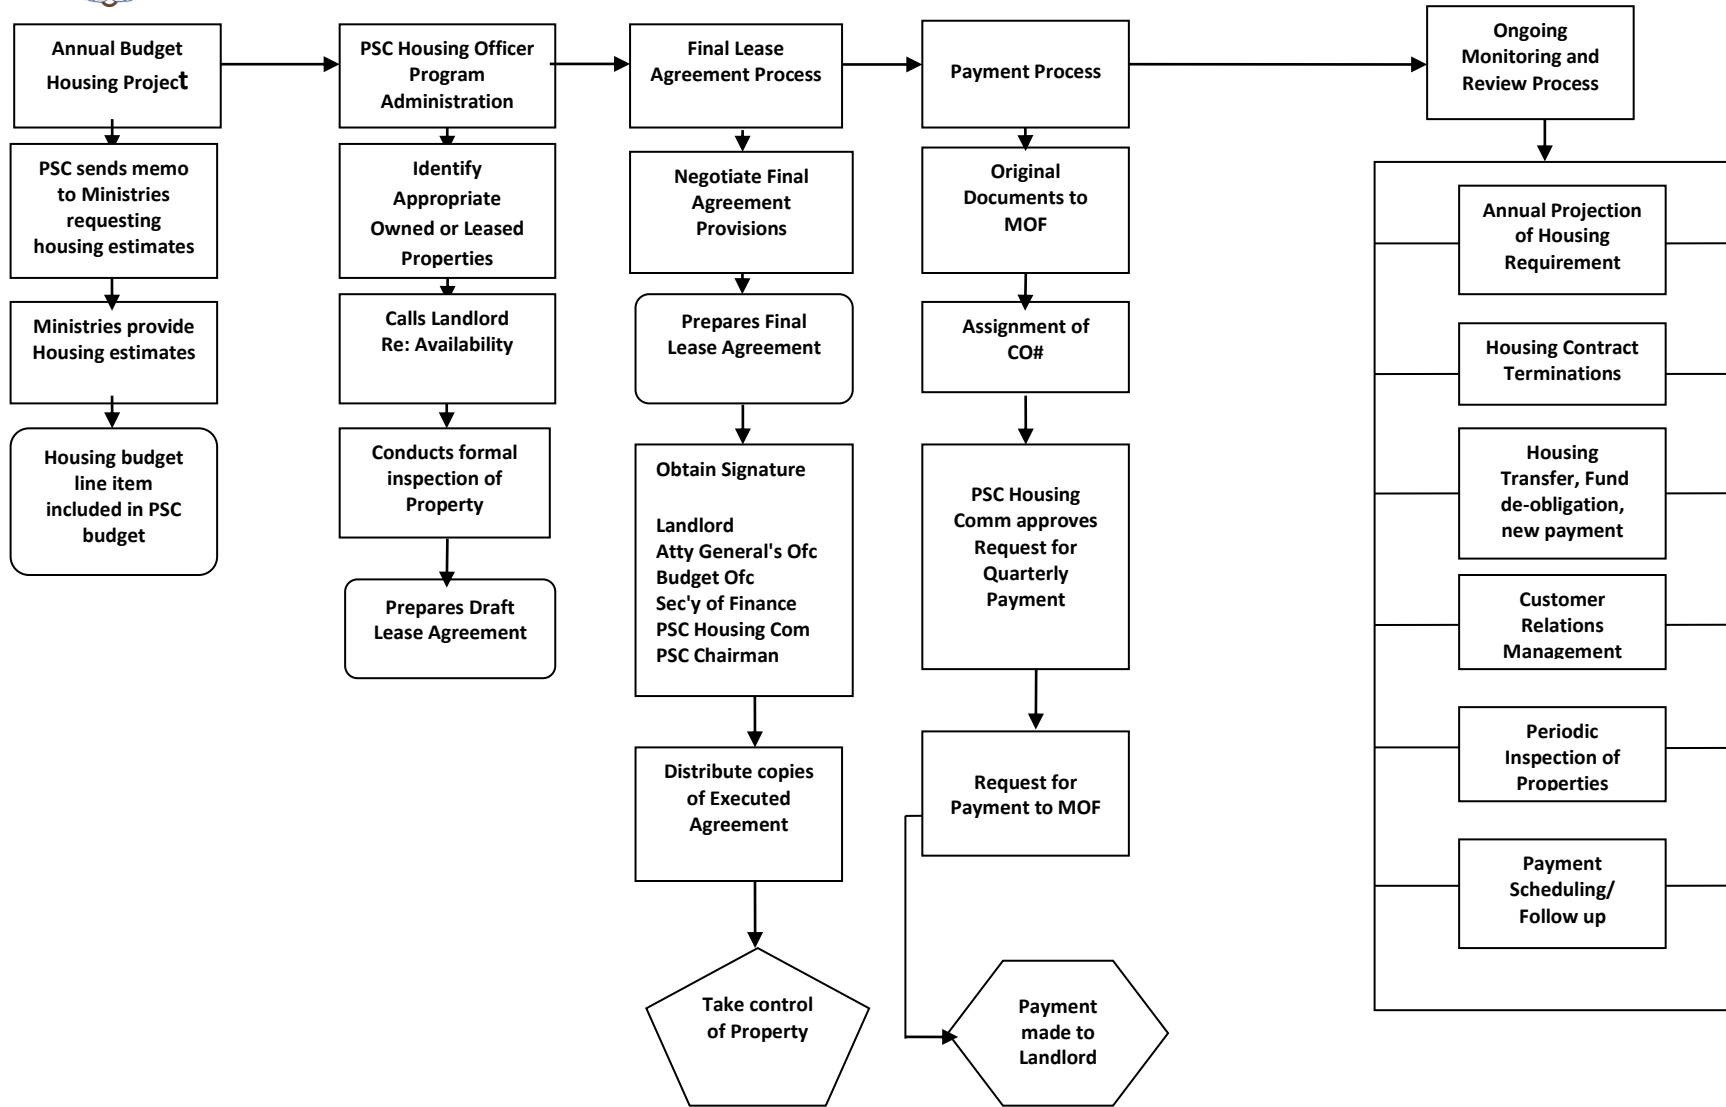 Annual Budget
Housing Project
PSC sends memo
to Ministries
requesting
housing estimates
Ministries provide
Housing estimates
Housing budget
line item
included in PSC
budget
PSC Housing Officer
Program
Administration
Identify
Appropriate
Owned or Leased
Properties
Calls Landlord
Re: Availability
Conducts formal
inspection of
Property
Prepares Draft
Lease Agreement
Final Lease
Agreement Process
Negotiate Final
Agreement
Provisions
Prepares Final
Lease Agreement
Obtain Signature
Landlord
Atty General's Ofc
Budget Ofc
Sec'y of Finance
PSC Housing Com
PSC Chairman
Distribute copies
of Executed
Agreement
Take control
of Property
Payment Process
Original
Documents to
MOF
Assignment of
CO#
PSC Housing
Comm approves
Request for
Quarterly
Payment
Request for
Payment to MOF
Payment
made to
Landlord
Ongoing
Monitoring and
Review Process
Annual Projection
of Housing
Requirement
Housing Contract
Terminations
Housing
Transfer, Fund
de-obligation,
new payment
Customer
Relations
Management
Periodic
Inspection of
Properties
Payment
Scheduling/
Follow up